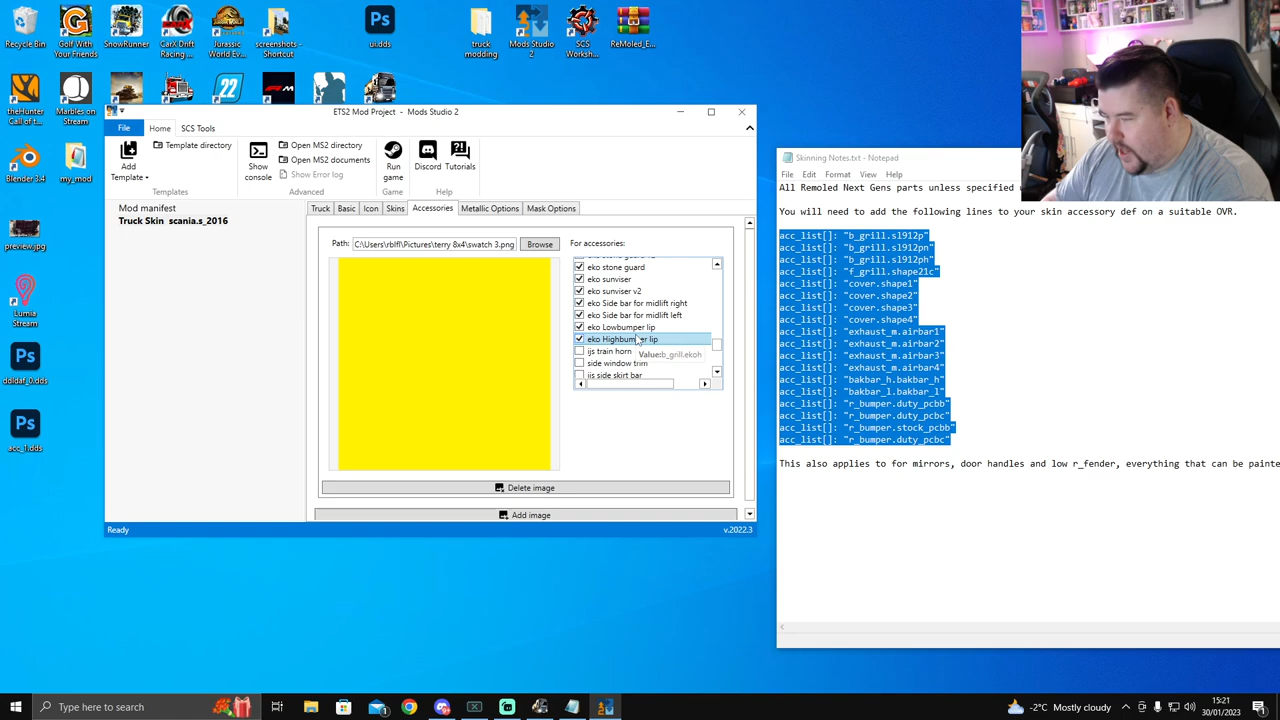 Recycle Bin
Golf With Your Friends
SnowRunner
CarX Drift Racing ...
Jurassic World Ev...
screenshots - Shortcut
ui.dds
truck modding
Mods Studio 2
SCS Worksh...
ReMoled_E...
theHunter Call of t...
Marbles on Stream
Blender 3.4
my_mod
preview.jpg
Lumia Stream
ddldaf_0.dds
acc_1.dds
ETS2 Mod Project - Mods Studio 2
File
Home
SCS Tools
Add Template
Template directory
Templates
Show console
Open MS2 directory
Open MS2 documents
Show Error log
Advanced
Run game
Game
Discord
Tutorials
Help
Mod manifest
Truck Skin scania.s_2016
Truck
Basic
Icon
Skins
Accessories
Metallic Options
Mask Options
Path:
C:\Users\rblfl\Pictures\terry 8x4\swatch 3.png
Browse
For accessories:
eko stone guard
eko sunviser
eko sunviser v2
eko Side bar for midlift right
eko Side bar for midlift left
eko Lowbumper lip
eko Highbumper lip
ijs train horn
Value:b_grill.ekoh
side window trim
ijs side skirt bar
Delete image
Add image
Ready
v.2022.3
Skinning Notes.txt - Notepad
File Edit Format View Help
All Remoled Next Gens parts unless specified
You will need to add the following lines to your skin accessory def on a suitable OVR.
acc_list[]: "b_grill.sl912p"
acc_list[]: "b_grill.sl912pn"
acc_list[]: "b_grill.sl912ph"
acc_list[]: "f_grill.shape21c"
acc_list[]: "cover.shape1"
acc_list[]: "cover.shape2"
acc_list[]: "cover.shape3"
acc_list[]: "cover.shape4"
acc_list[]: "exhaust_m.airbar1"
acc_list[]: "exhaust_m.airbar2"
acc_list[]: "exhaust_m.airbar3"
acc_list[]: "exhaust_m.airbar4"
acc_list[]: "bakbar_h.bakbar_h"
acc_list[]: "bakbar_l.bakbar_l"
acc_list[]: "r_bumper.duty_pcbb"
acc_list[]: "r_bumper.duty_pcbc"
acc_list[]: "r_bumper.stock_pcbb"
acc_list[]: "r_bumper.duty_pcbc"
This also applies to for mirrors, door handles and low r_fender, everything that can be painte
Type here to search
-2°C Mostly cloudy
15:21
30/01/2023